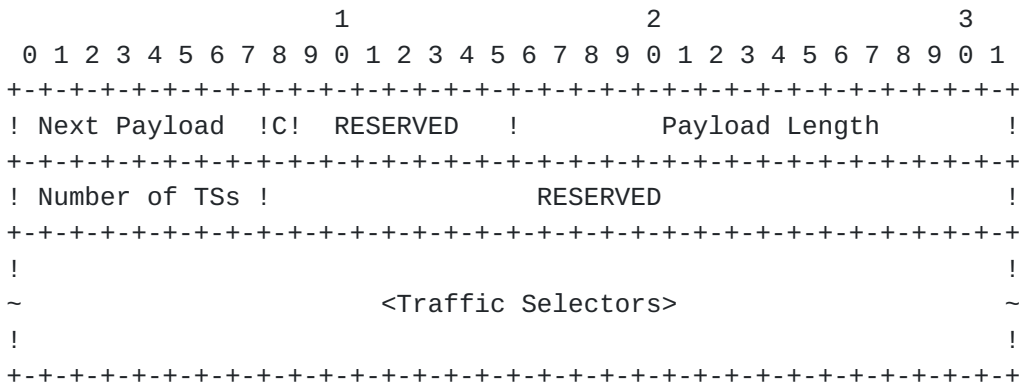 1                   2                   3
 0 1 2 3 4 5 6 7 8 9 0 1 2 3 4 5 6 7 8 9 0 1 2 3 4 5 6 7 8 9 0 1
+-+-+-+-+-+-+-+-+-+-+-+-+-+-+-+-+-+-+-+-+-+-+-+-+-+-+-+-+-+-+-+-+
! Next Payload  !C!  RESERVED   !         Payload Length        !
+-+-+-+-+-+-+-+-+-+-+-+-+-+-+-+-+-+-+-+-+-+-+-+-+-+-+-+-+-+-+-+-+
! Number of TSs !                 RESERVED                      !
+-+-+-+-+-+-+-+-+-+-+-+-+-+-+-+-+-+-+-+-+-+-+-+-+-+-+-+-+-+-+-+-+
!                                                               !
~                       <Traffic Selectors>                     ~
!                                                               !
+-+-+-+-+-+-+-+-+-+-+-+-+-+-+-+-+-+-+-+-+-+-+-+-+-+-+-+-+-+-+-+-+